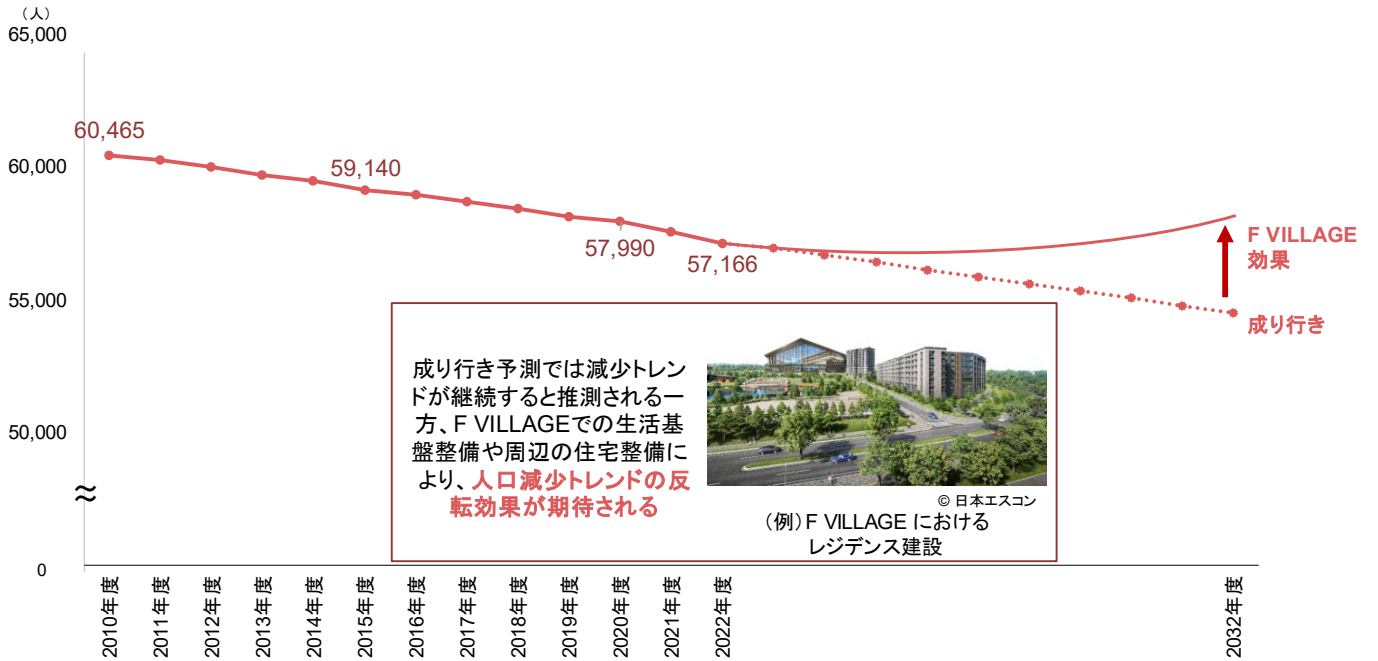 （人）
65,000
60,000
55,000
50,000
≈
0
60,465
59,140
57,990
57,166
F VILLAGE
効果
成り行き
成り行き予測では減少トレン
ドが継続すると推測される一
方、F VILLAGEでの生活基
盤整備や周辺の住宅整備に
より、人口減少トレンドの反
転効果が期待される
© 日本エスコン
（例）F VILLAGE における
レジデンス建設
2010年度
2011年度
2012年度
2013年度
2014年度
2015年度
2016年度
2017年度
2018年度
2019年度
2020年度
2021年度
2022年度
2032年度